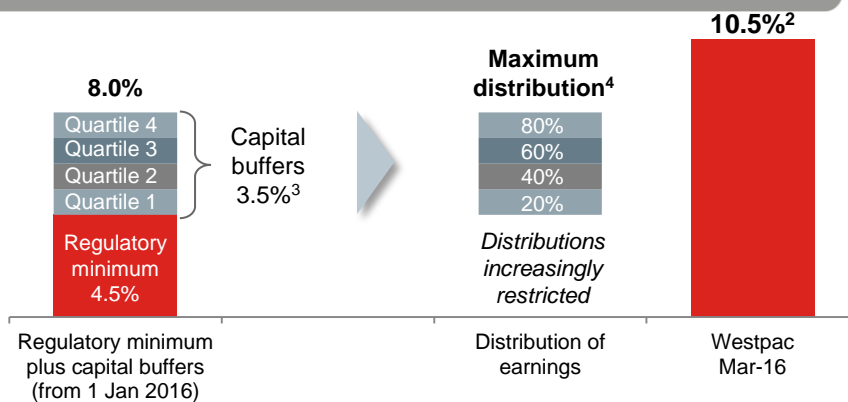 8.0%
Quartile 4
Quartile 3
Quartile 2
Quartile 1
Regulatory
minimum
4.5%
Capital
buffers
3.5%³
Maximum
distribution⁴
80%
60%
40%
20%
Distributions
increasingly
restricted
10.5%²
Regulatory minimum
plus capital buffers
(from 1 Jan 2016)
Distribution of
earnings
Westpac
Mar-16